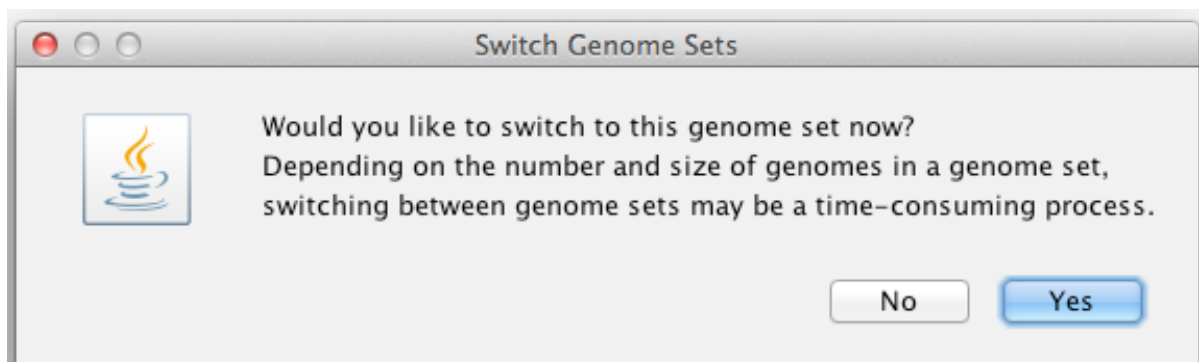 Switch Genome Sets
Would you like to switch to this genome set now?
Depending on the number and size of genomes in a genome set,
switching between genome sets may be a time-consuming process.
No Yes